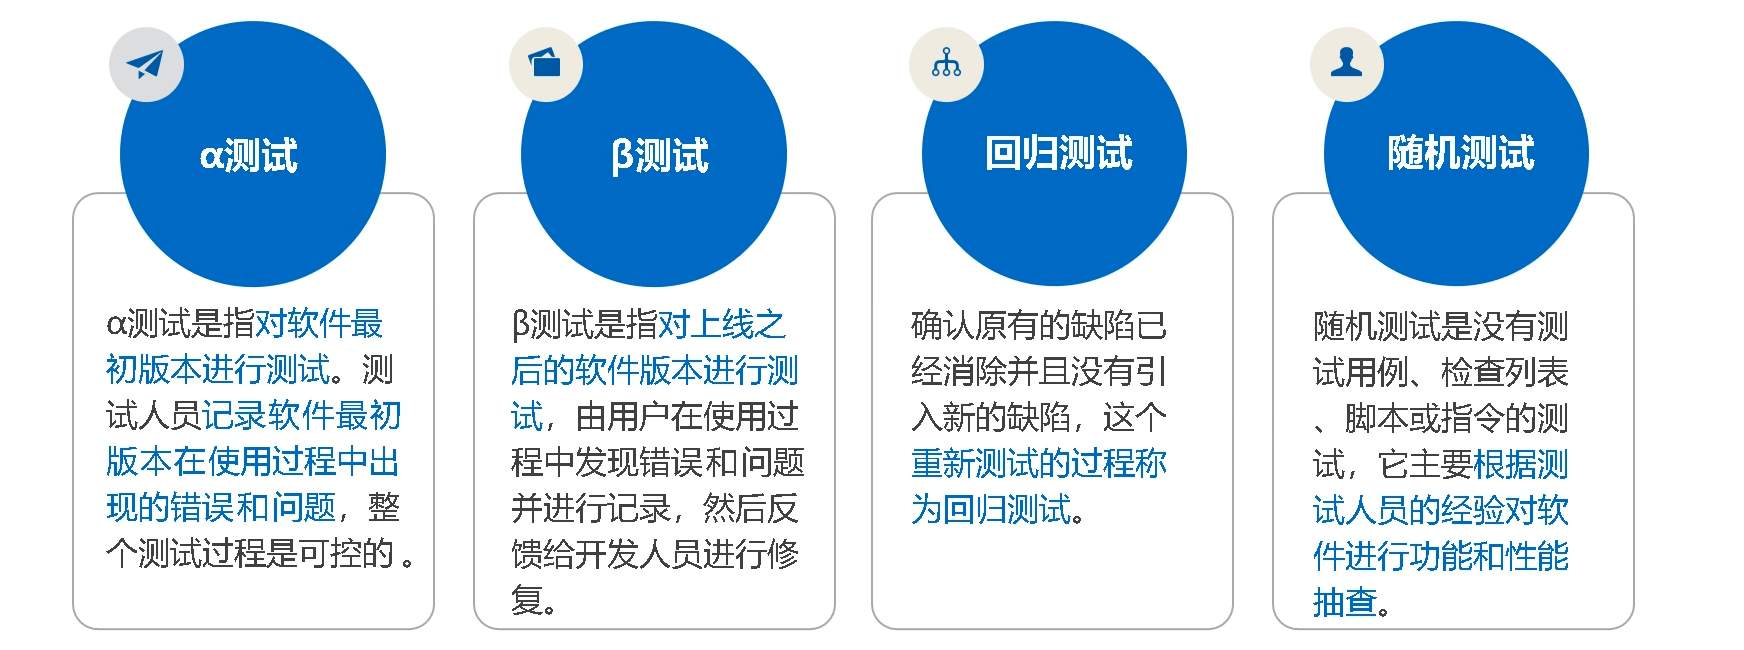 α测试
α测试是指对软件最
初版本进行测试。测
试人员记录软件最初
版本在使用过程中出
现的错误和问题，整
个测试过程是可控的。
β测试
β测试是指对上线之
后的软件版本进行测
试，由用户在使用过
程中发现错误和问题
并进行记录，然后反
馈给开发人员进行修
复。
回归测试
确认原有的缺陷已
经消除并且没有引
入新的缺陷，这个
重新测试的过程称
为回归测试。
随机测试
随机测试是没有测
试用例、检查列表
、脚本或指令的测
试，它主要根据测
试人员的经验对软
件进行功能和性能
抽查。